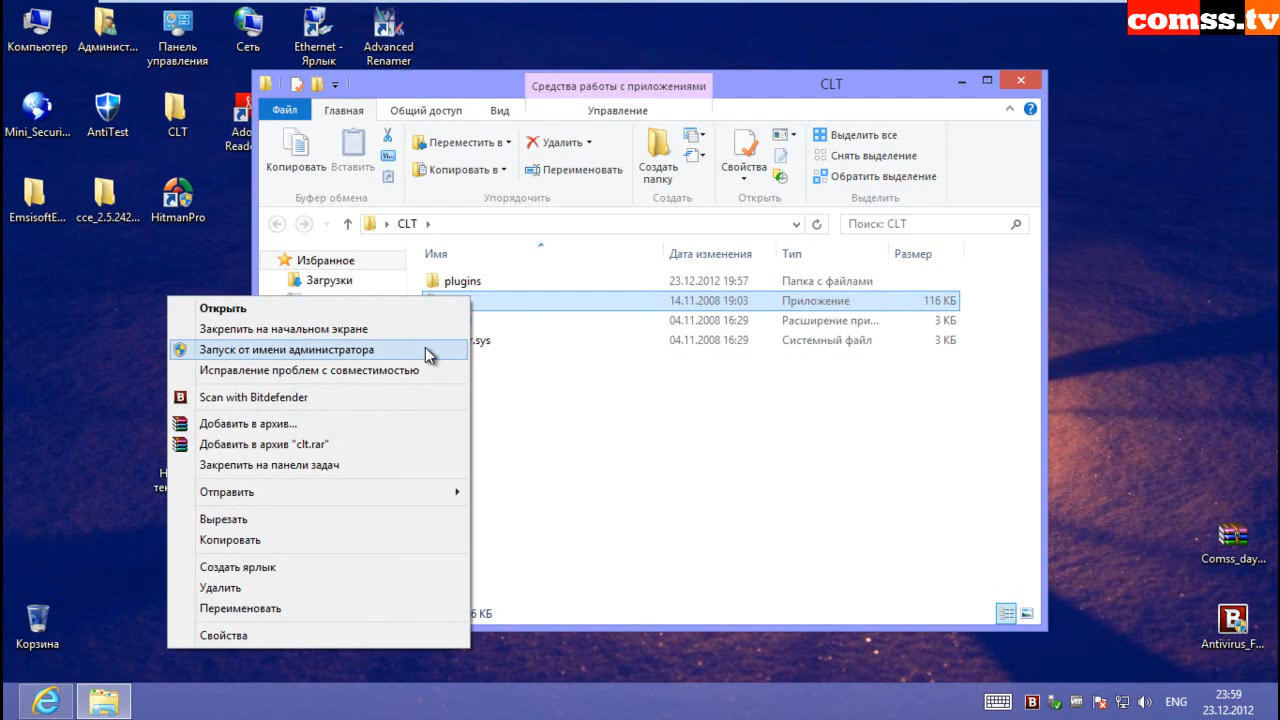 comss.tv
Компьютер
Админист...
Панель
управления
Сеть
Ethernet -
Ярлык
Advanced
Renamer
Mini_Securi...
AntiTest
CLT
Ado
Reade
EmsisoftE...
cce_2.5.242...
HitmanPro
Средства работы с приложениями
CLT
Файл
Главная
Общий доступ
Вид
Управление
Копировать
Вставить
Переместить в
Копировать в
Удалить
Переименовать
Создать
папку
Свойства
Выделить все
Снять выделение
Обратить выделение
Буфер обмена
Упорядочить
Создать
Открыть
Выделить
CLT
Поиск: CLT
Избранное
Загрузки
Имя
Дата изменения
Тип
Размер
plugins
23.12.2012 19:57
Папка с файлами
14.11.2008 19:03
Приложение
116 КБ
04.11.2008 16:29
Расширение при...
3 КБ
r.sys
04.11.2008 16:29
Системный файл
3 КБ
6 КБ
Открыть
Закрепить на начальном экране
Запуск от имени администратора
Исправление проблем с совместимостью
Scan with Bitdefender
Добавить в архив...
Добавить в архив "clt.rar"
Закрепить на панели задач
Отправить
Вырезать
Копировать
Создать ярлык
Удалить
Переименовать
Свойства
Корзина
Comss_day...
Antivirus_F...
ENG
23:59
23.12.2012